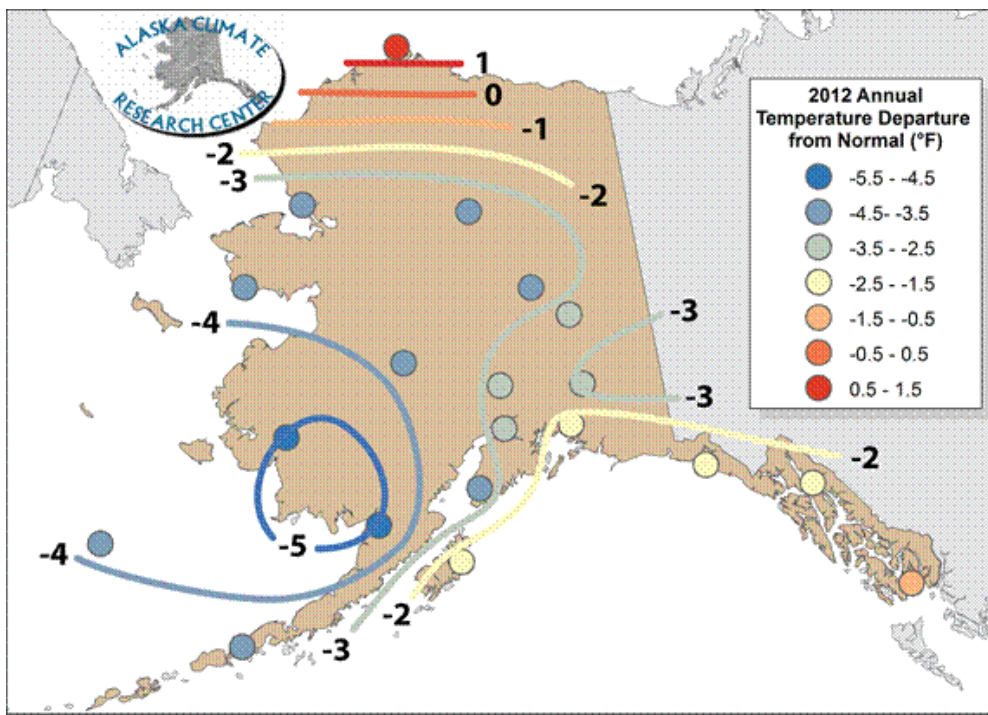 ALASKA CLIMATE
RESEARCH CENTER
1
0
-1
-2
-3
-2
-3
-4
-3
-2
-5
-4
-2
-3
2012 Annual
Temperature Departure
from Normal (°F)
-5.5 - -4.5
-4.5- -3.5
-3.5 - -2.5
-2.5 - -1.5
-1.5 - -0.5
-0.5 - 0.5
0.5 - 1.5